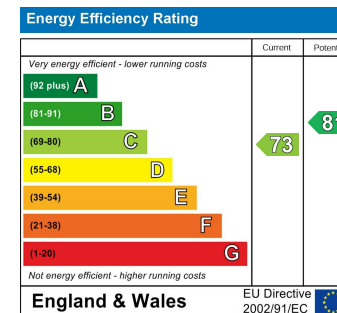 Energy Efficiency Rating
Current
Very energy efficient - lower running costs
(92 plus) A
(81-91) B
(69-80) C
73
(55-68) D
(39-54) E
(21-38) F
(1-20) G
Not energy efficient - higher running costs
England & Wales
EU Directive
2002/91/EC